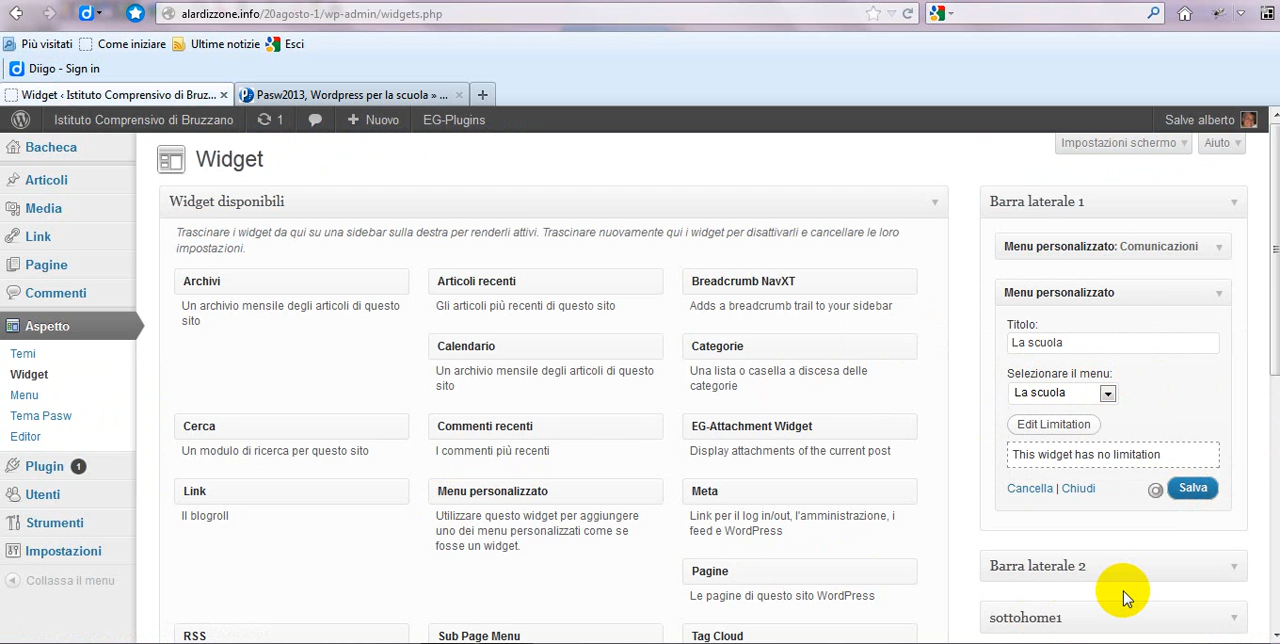 alardizzone.info/20agosto-1/wp-admin/widgets.php
Più visitati Come iniziare Ultime notizie Esci
Diigo - Sign in
Widget ‹ Istituto Comprensivo di Bruzz... × Pasw2013, Wordpress per la scuola » ... × +
Istituto Comprensivo di Bruzzano 1 + Nuovo EG-Plugins Salve alberto
Impostazioni schermo Aiuto
Bacheca
Articoli
Media
Link
Pagine
Commenti
Aspetto
Temi
Widget
Menu
Tema Pasw
Editor
Plugin 1
Utenti
Strumenti
Impostazioni
Collassa il menu
Widget
Widget disponibili
Trascinare i widget da qui su una sidebar sulla destra per renderli attivi. Trascinare nuovamente qui i widget per disattivarli e cancellare le loro
impostazioni.
Archivi
Un archivio mensile degli articoli di questo
sito
Articoli recenti
Gli articoli più recenti di questo sito
Breadcrumb NavXT
Adds a breadcrumb trail to your sidebar
Calendario
Un archivio mensile degli articoli di questo
sito
Categorie
Una lista o casella a discesa delle
categorie
Cerca
Un modulo di ricerca per questo sito
Commenti recenti
I commenti più recenti
EG-Attachment Widget
Display attachments of the current post
Link
Il blogroll
Menu personalizzato
Utilizzare questo widget per aggiungere
uno dei menu personalizzati come se
fosse un widget.
Meta
Link per il log in/out, l'amministrazione, i
feed e WordPress
Pagine
Le pagine di questo sito WordPress
RSS
Sub Page Menu
Tag Cloud
Barra laterale 1
Menu personalizzato: Comunicazioni
Menu personalizzato
Titolo:
La scuola
Selezionare il menu:
La scuola
Edit Limitation
This widget has no limitation
Cancella | Chiudi Salva
Barra laterale 2
sottohome1